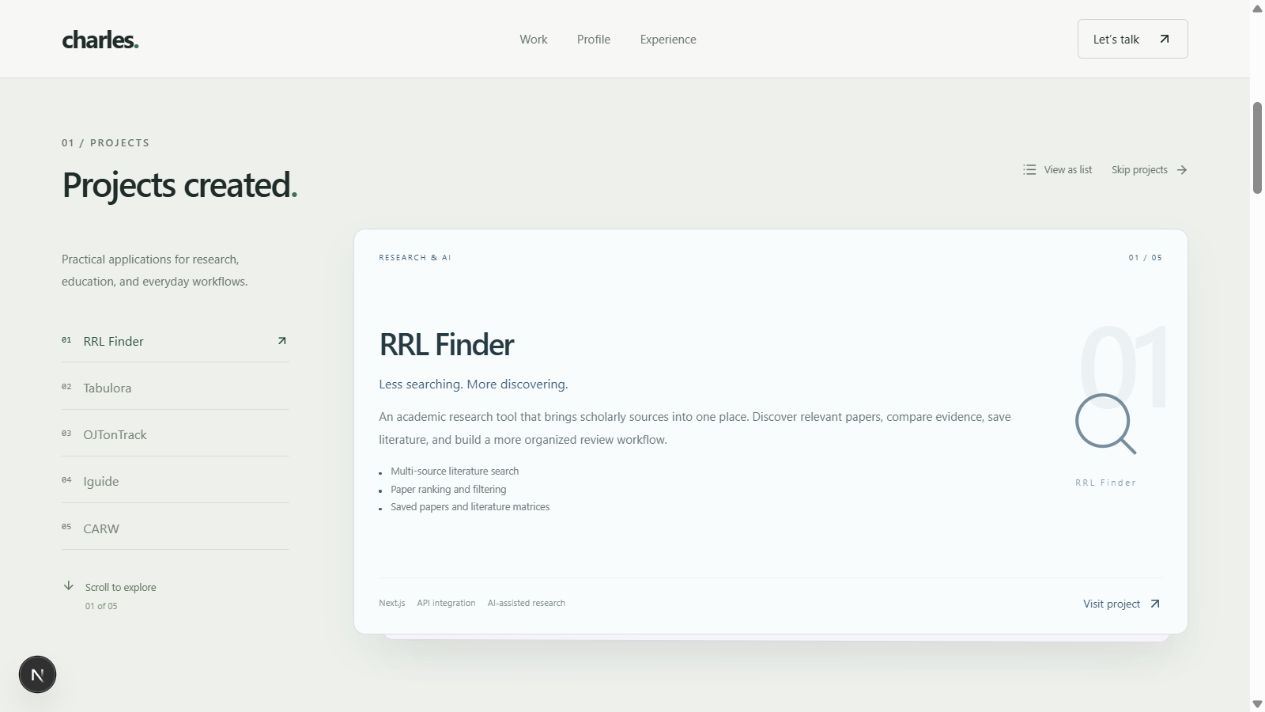 charles.
Work
Profile
Experience
Let's talk
01 / PROJECTS
Projects created.
View as list
Skip projects
Practical applications for research,
education, and everyday workflows.
01 RRL Finder
02 Tabulora
03 OJTonTrack
04 Iguide
05 CARW
Scroll to explore
01 of 05
RESEARCH & AI
01 / 05
RRL Finder
Less searching. More discovering.
An academic research tool that brings scholarly sources into one place. Discover relevant papers, compare evidence, save
literature, and build a more organized review workflow.
Multi-source literature search
Paper ranking and filtering
Saved papers and literature matrices
01
RRL Finder
Next.js
API integration
AI-assisted research
Visit project
N